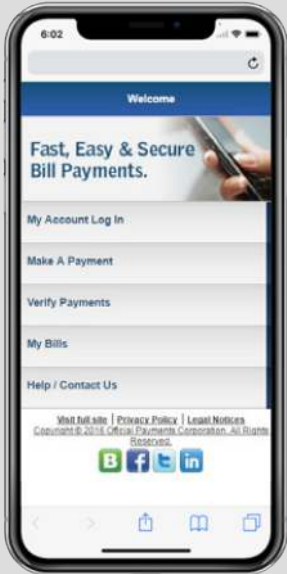 6:02
Welcome
Fast, Easy & Secure
Bill Payments.
My Account Log In
Make A Payment
Verify Payments
My Bills
Help / Contact Us
Visit full site | Privacy Policy | Legal Notices
Copyright © 2016 Official Payments Corporation. All Rights
Reserved.
B f t in